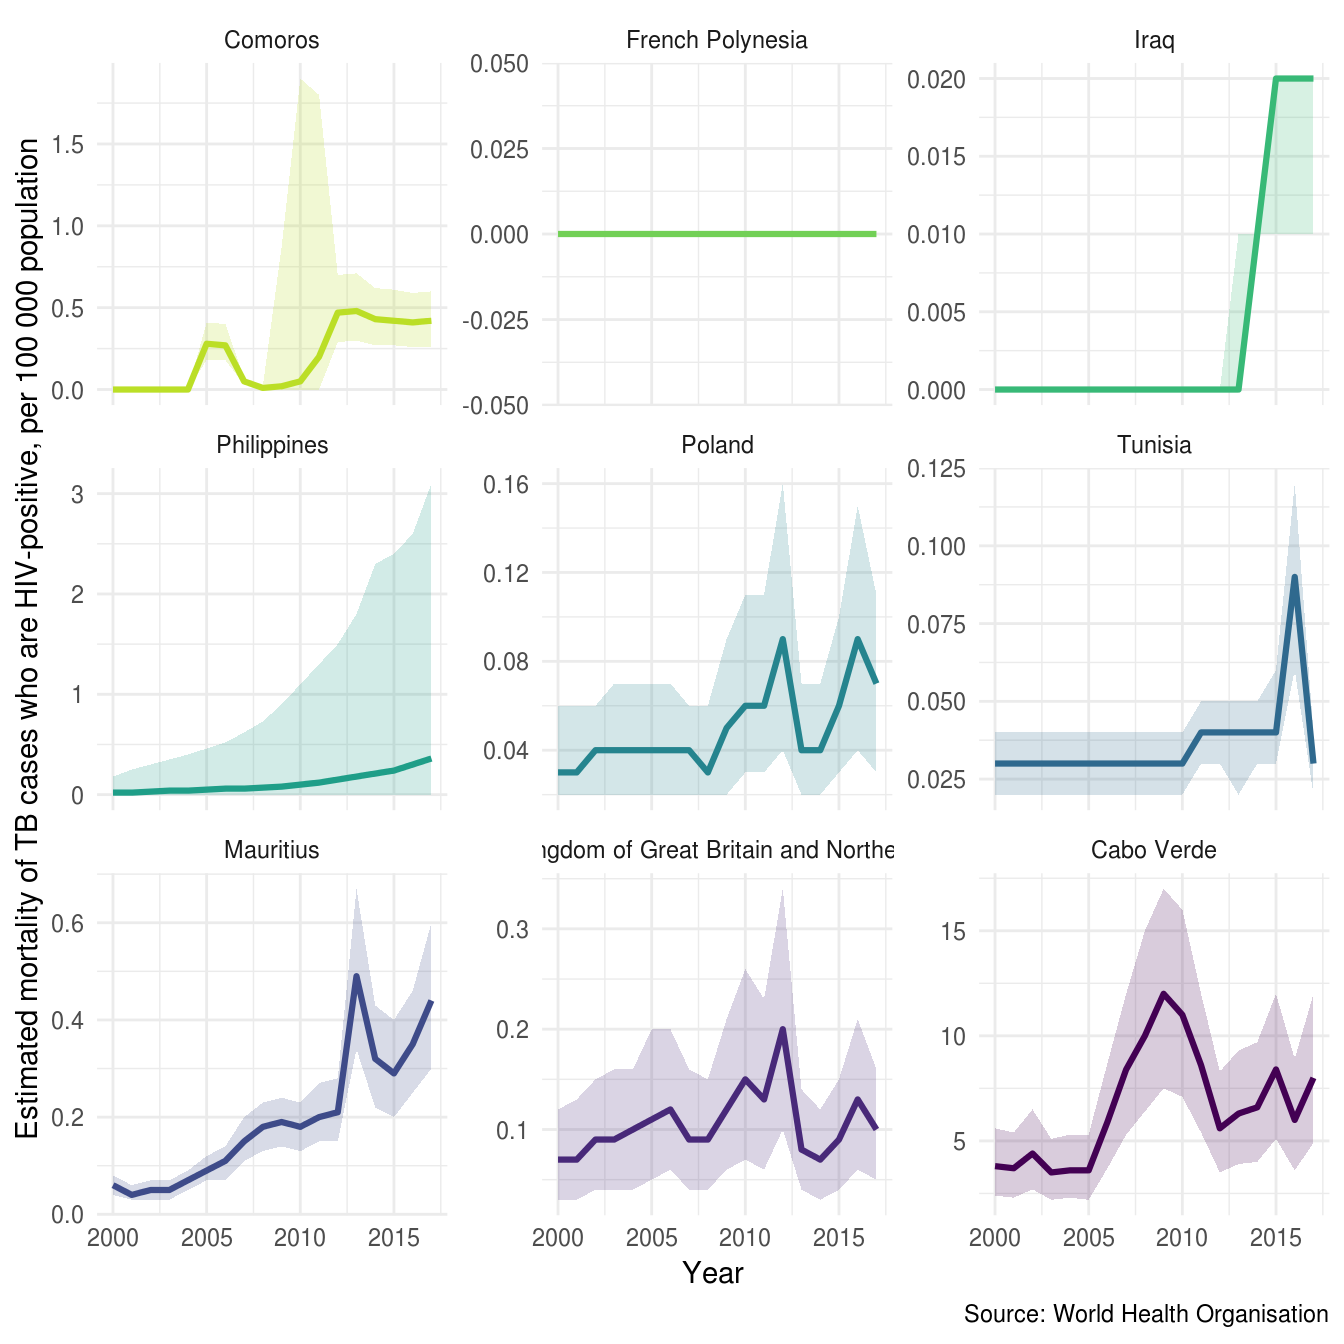 Comoros
French Polynesia
Iraq
0.0
0.5
1.0
1.5
-0.050
-0.025
0.000
0.025
0.050
0.000
0.005
0.010
0.015
0.020
Philippines
Poland
Tunisia
0
1
2
3
0.04
0.08
0.12
0.16
0.025
0.050
0.075
0.100
0.125
Mauritius
ngdom of Great Britain and Northe
Cabo Verde
0.0
0.2
0.4
0.6
0.1
0.2
0.3
5
10
15
2000 2005 2010 2015
2000 2005 2010 2015
2000 2005 2010 2015
Year
Estimated mortality of TB cases who are HIV-positive, per 100 000 population
Source: World Health Organisation